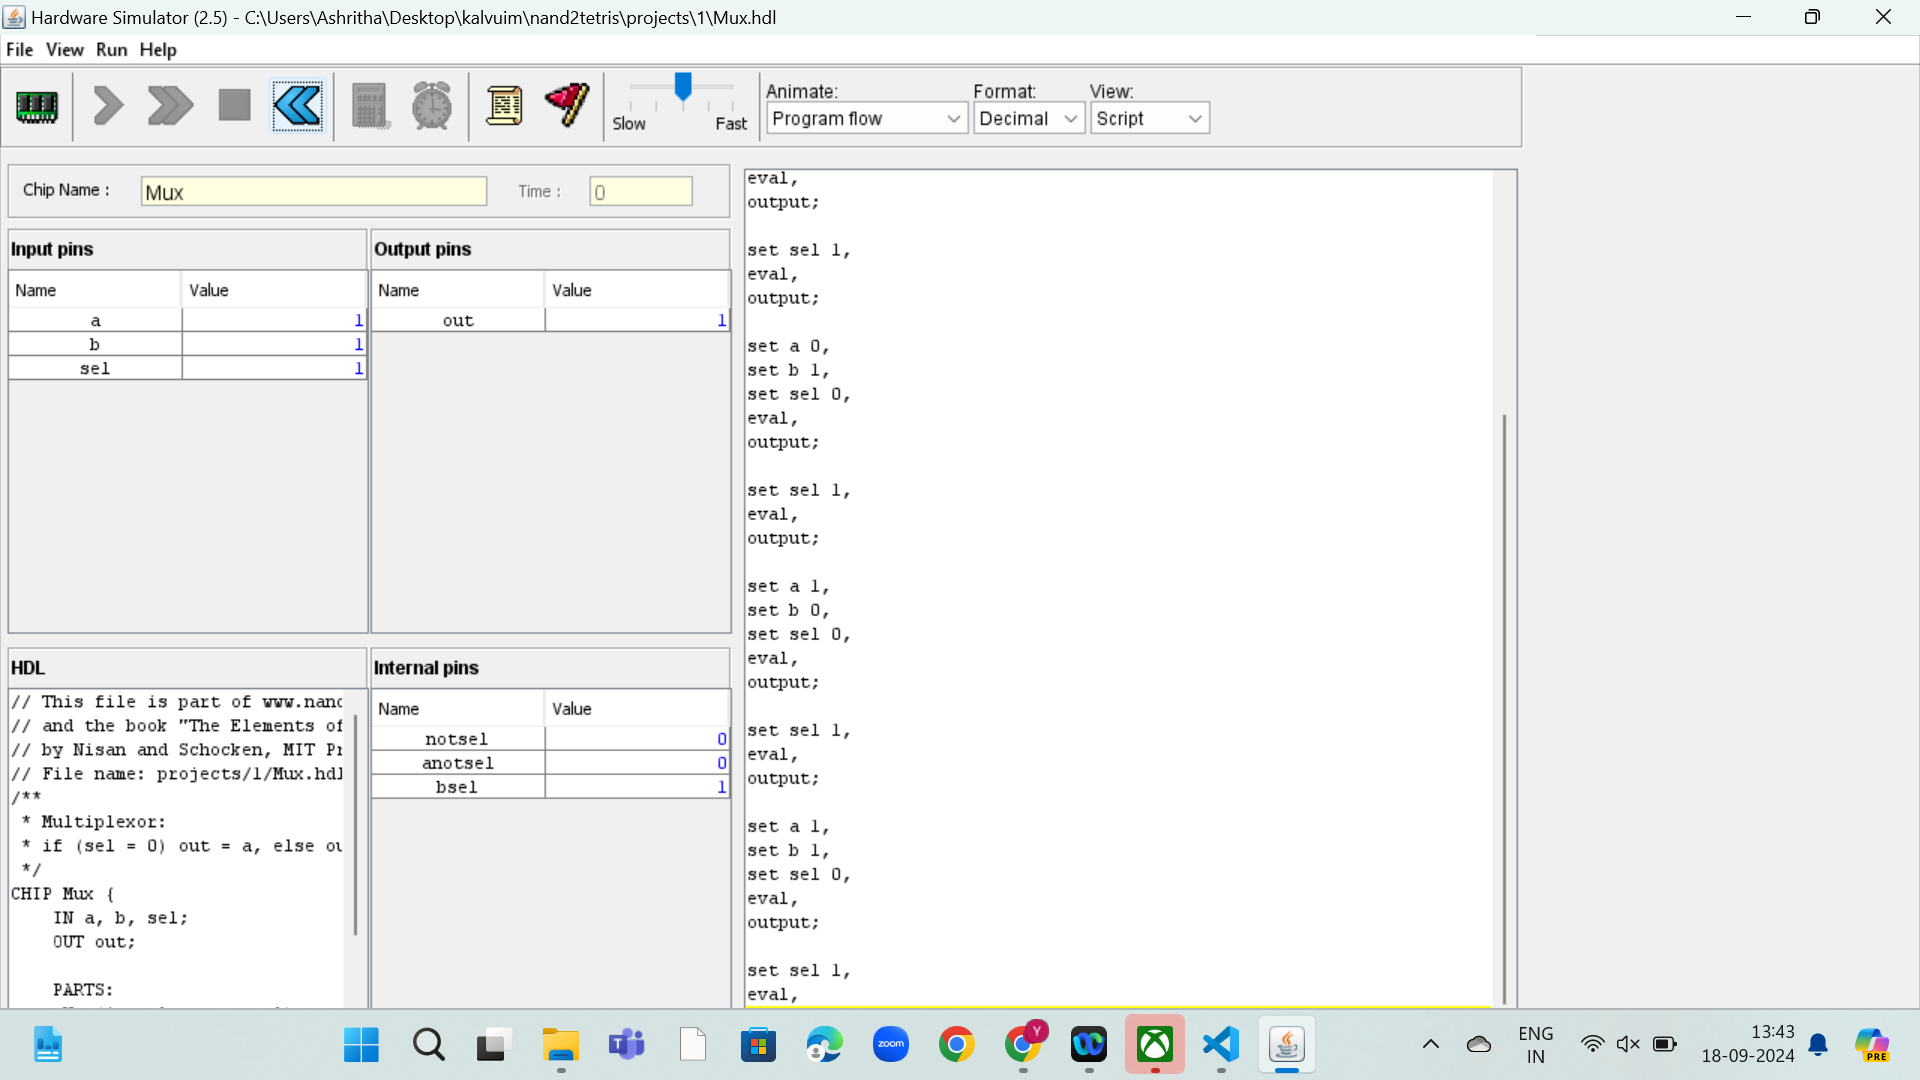 Hardware Simulator (2.5) - C:\Users\Ashritha\Desktop\kalvuim\nand2tetris\projects\1\Mux.hdl
File View Run Help
Slow Fast
Animate: Format: View:
Program flow Decimal Script
Chip Name : Mux Time : 0
Input pins
Name Value
a 1
b 1
sel 1
Output pins
Name Value
out 1
HDL
// This file is part of www.nand
// and the book "The Elements of
// by Nisan and Schocken, MIT Pr
// File name: projects/1/Mux.hdl
/**
* Multiplexor:
* if (sel = 0) out = a, else ou
*/
CHIP Mux {
IN a, b, sel;
OUT out;
PARTS:
Internal pins
Name Value
notsel 0
anotsel 0
bsel 1
eval,
output;
set sel 1,
eval,
output;
set a 0,
set b 1,
set sel 0,
eval,
output;
set sel 1,
eval,
output;
set a 1,
set b 0,
set sel 0,
eval,
output;
set sel 1,
eval,
output;
set a 1,
set b 1,
set sel 0,
eval,
output;
set sel 1,
eval,
zoom
Y
ENG
IN
13:43
18-09-2024
PRE